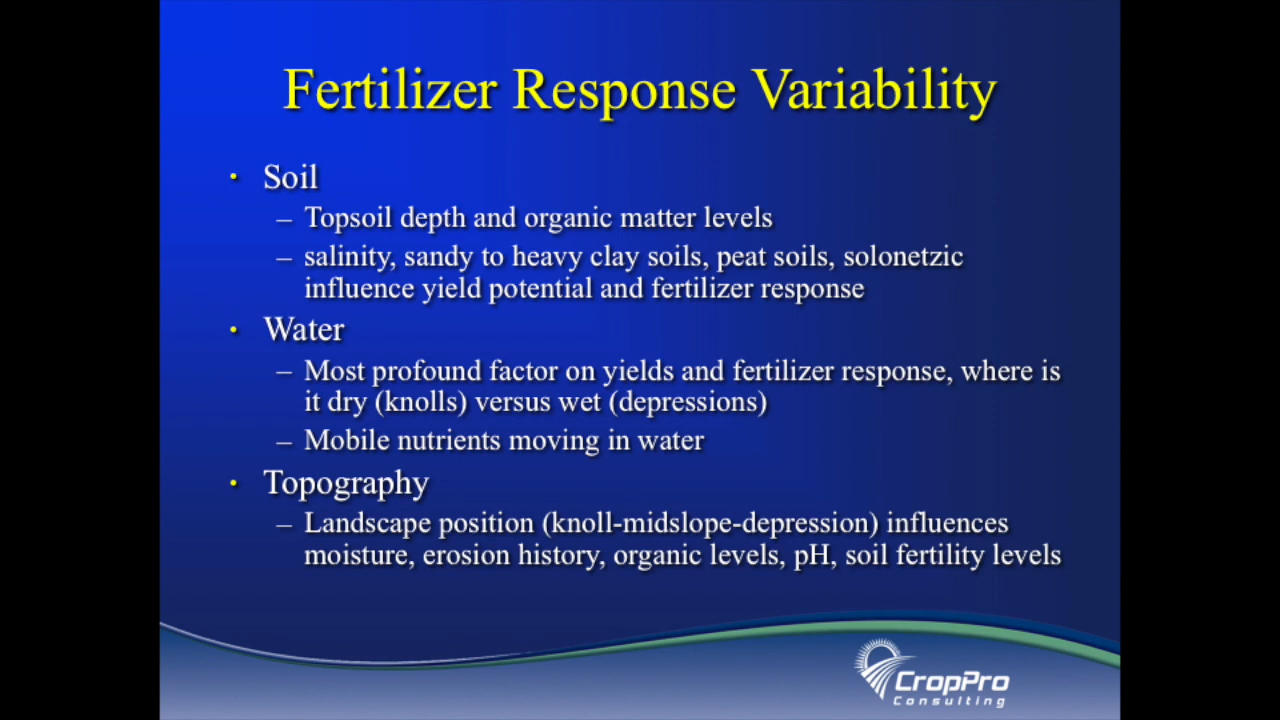 Fertilizer Response Variability
• Soil
– Topsoil depth and organic matter levels
– salinity, sandy to heavy clay soils, peat soils, solonetzic
influence yield potential and fertilizer response
• Water
– Most profound factor on yields and fertilizer response, where is
it dry (knolls) versus wet (depressions)
– Mobile nutrients moving in water
• Topography
– Landscape position (knoll-midslope-depression) influences
moisture, erosion history, organic levels, pH, soil fertility levels
CropPro
Consulting